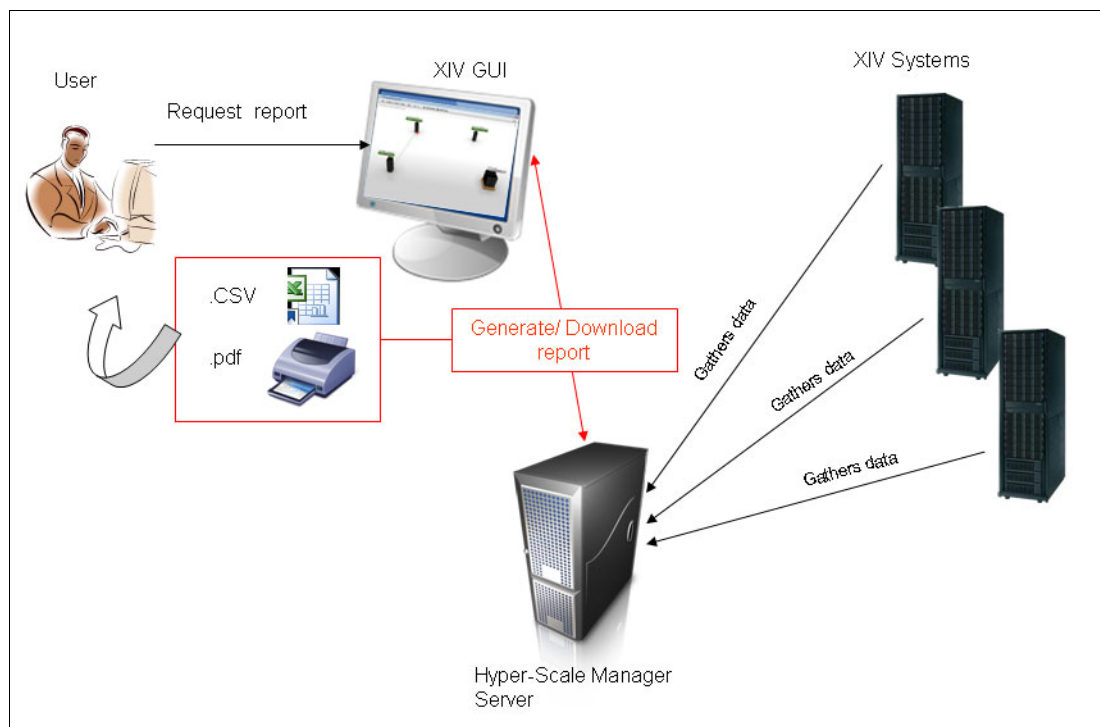 User
XIV GUI
XIV Systems
Request report
.CSV
.pdf
Generate/ Download
report
Gathers data
Gathers data
Gathers data
Hyper-Scale Manager
Server